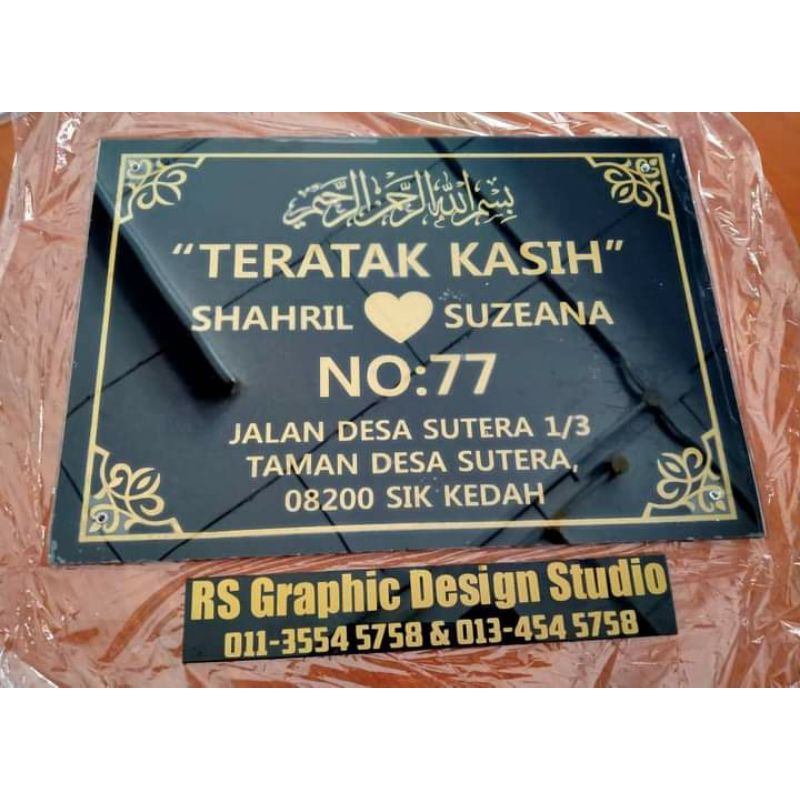 بسم الله الرحمن الرحيم
“TERATAK KASIH”
SHAHRIL SUZEANA
NO:77
JALAN DESA SUTERA 1/3
TAMAN DESA SUTERA,
08200 SIK KEDAH
RS Graphic Design Studio
011-3554 5758 & 013-454 5758